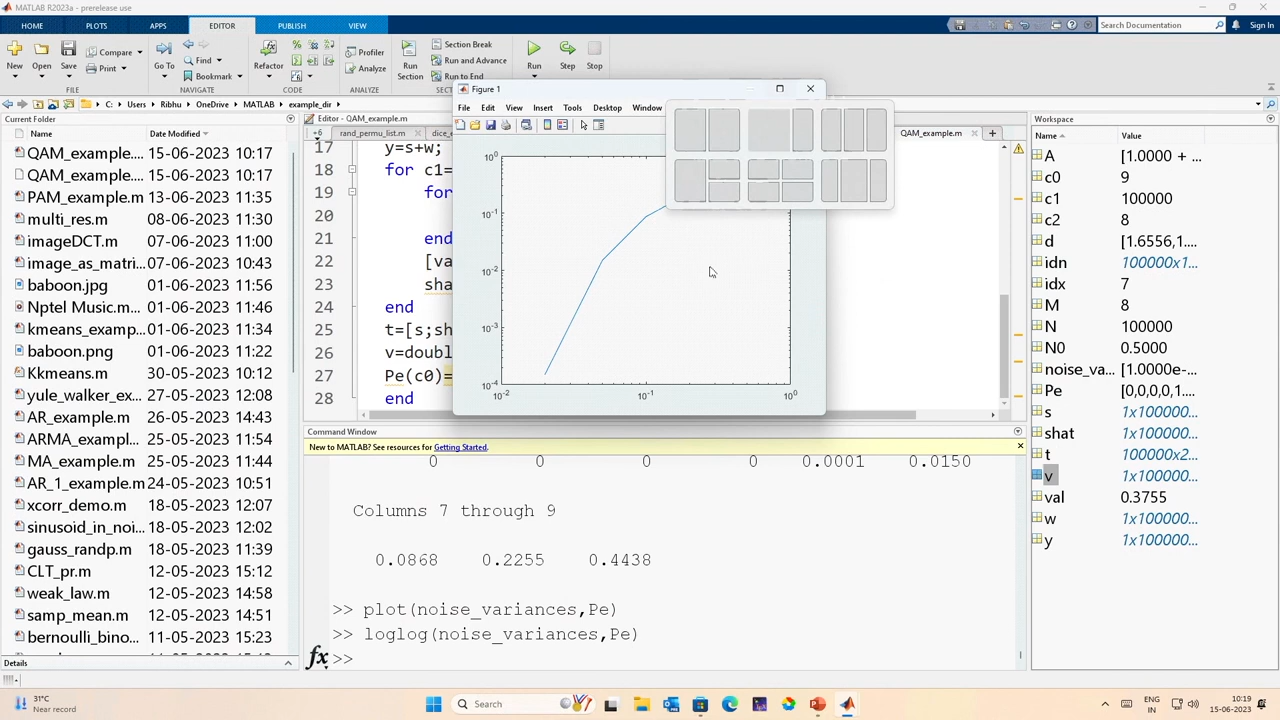 MATLAB R2023a - prerelease use
HOME PLOTS APPS EDITOR PUBLISH VIEW Search Documentation Sign In
New Open Save Compare Print Go To Find Bookmark Refactor Profiler Analyze Run Section Section Break Run and Advance Run to End Run Step Stop
FILE NAVIGATE CODE ANALYZE
C: Users Ribhu OneDrive MATLAB example_dir
Current Folder
Name Date Modified
QAM_example.... 15-06-2023 10:17
QAM_example.... 15-06-2023 10:17
PAM_example.m 13-06-2023 11:35
multi_res.m 08-06-2023 11:30
imageDCT.m 07-06-2023 11:00
image_as_matri... 07-06-2023 10:43
baboon.jpg 01-06-2023 11:56
Nptel Music.m... 01-06-2023 11:46
kmeans_examp... 01-06-2023 11:34
baboon.png 01-06-2023 11:22
Kkmeans.m 30-05-2023 10:12
yule_walker_ex... 27-05-2023 12:08
AR_example.m 26-05-2023 14:43
ARMA_exampl... 25-05-2023 11:54
MA_example.m 25-05-2023 11:44
AR_1_example.m 24-05-2023 10:51
xcorr_demo.m 18-05-2023 12:07
sinusoid_in_noi... 18-05-2023 12:02
gauss_randp.m 18-05-2023 11:39
CLT_pr.m 12-05-2023 15:12
weak_law.m 12-05-2023 14:58
samp_mean.m 12-05-2023 14:51
bernoulli_bino... 11-05-2023 15:23
Details
Editor - QAM_example.m
+6 rand_permu_list.m dice_ QAM_example.m
17 y=s+w;
18 for c1=
19 for
20
21 end
22 [va
23 sha
24 end
25 t=[s;sh
26 v=doubl
27 Pe(c0)=
28 end
Figure 1
File Edit View Insert Tools Desktop Window
10^0
10^-1
10^-2
10^-3
10^-4
10^-2 10^-1 10^0
Command Window
New to MATLAB? See resources for Getting Started.
0 0 0 0 0.0001 0.0150
Columns 7 through 9
0.0868 0.2255 0.4438
>> plot(noise_variances,Pe)
>> loglog(noise_variances,Pe)
fx >>
Workspace
Name Value
A [1.0000 + ...
c0 9
c1 100000
c2 8
d [1.6556,1....
idn 100000x1...
idx 7
M 8
N 100000
N0 0.5000
noise_va... [1.0000e-...
Pe [0,0,0,0,1....
s 1x100000...
shat 1x100000...
t 100000x2...
v 1x100000...
val 0.3755
w 1x100000...
y 1x100000...
31°C
Near record
Search
ENG
IN
10:19
15-06-2023